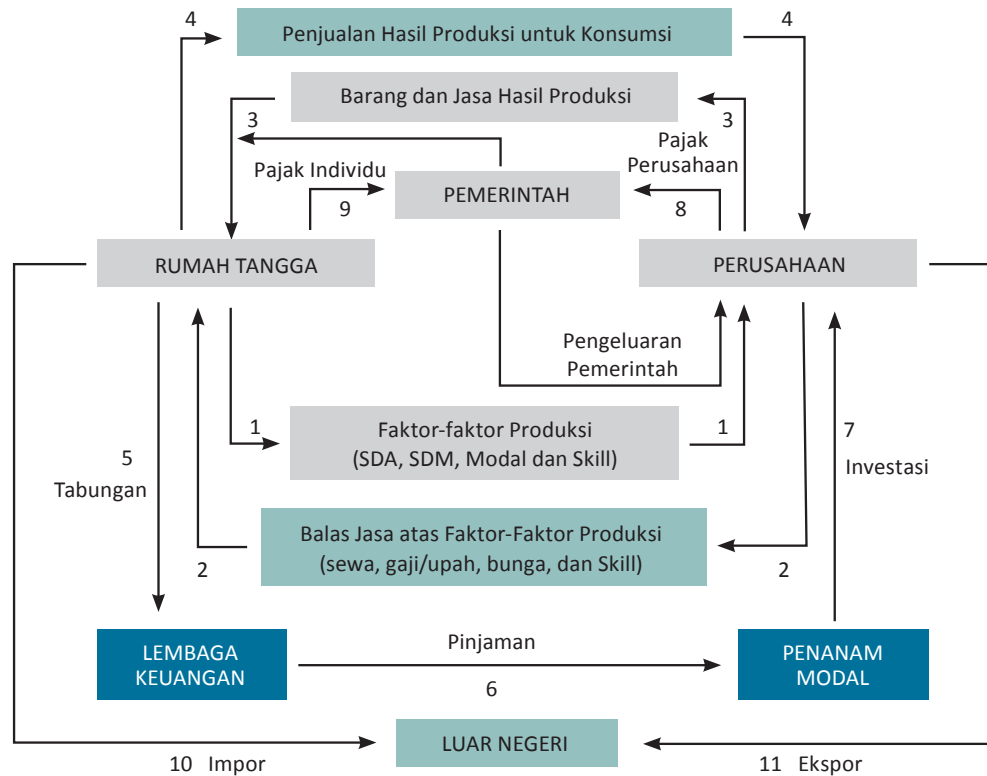 4
Penjualan Hasil Produksi untuk Konsumsi
4
Barang dan Jasa Hasil Produksi
3
3
Pajak Individu
Pajak
Perusahaan
PEMERINTAH
9
8
RUMAH TANGGA
PERUSAHAAN
Pengeluaran
Pemerintah
1
Faktor-faktor Produksi
(SDA, SDM, Modal dan Skill)
1
7
Investasi
5
Tabungan
Balas Jasa atas Faktor-Faktor Produksi
(sewa, gaji/upah, bunga, dan Skill)
2
2
LEMBAGA
KEUANGAN
Pinjaman
6
PENANAM
MODAL
LUAR NEGERI
10 Impor
11 Ekspor